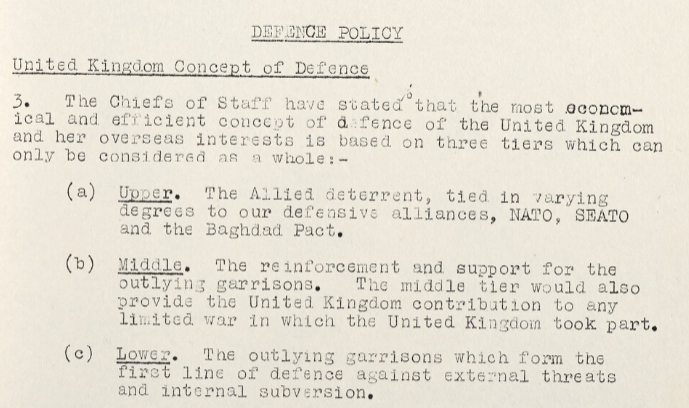 DEFENCE POLICY
United Kingdom Concept of Defence
3. The Chiefs of Staff have stated that the most econom-
ical and efficient concept of defence of the United Kingdom
and her overseas interests is based on three tiers which can
only be considered as a whole:-
(a) Upper. The Allied deterrent, tied in varying
degrees to our defensive alliances, NATO, SEATO
and the Baghdad Pact.
(b) Middle. The reinforcement and support for the
outlying garrisons. The middle tier would also
provide the United Kingdom contribution to any
limited war in which the United Kingdom took part.
(c) Lower. The outlying garrisons which form the
first line of defence against external threats
and internal subversion.